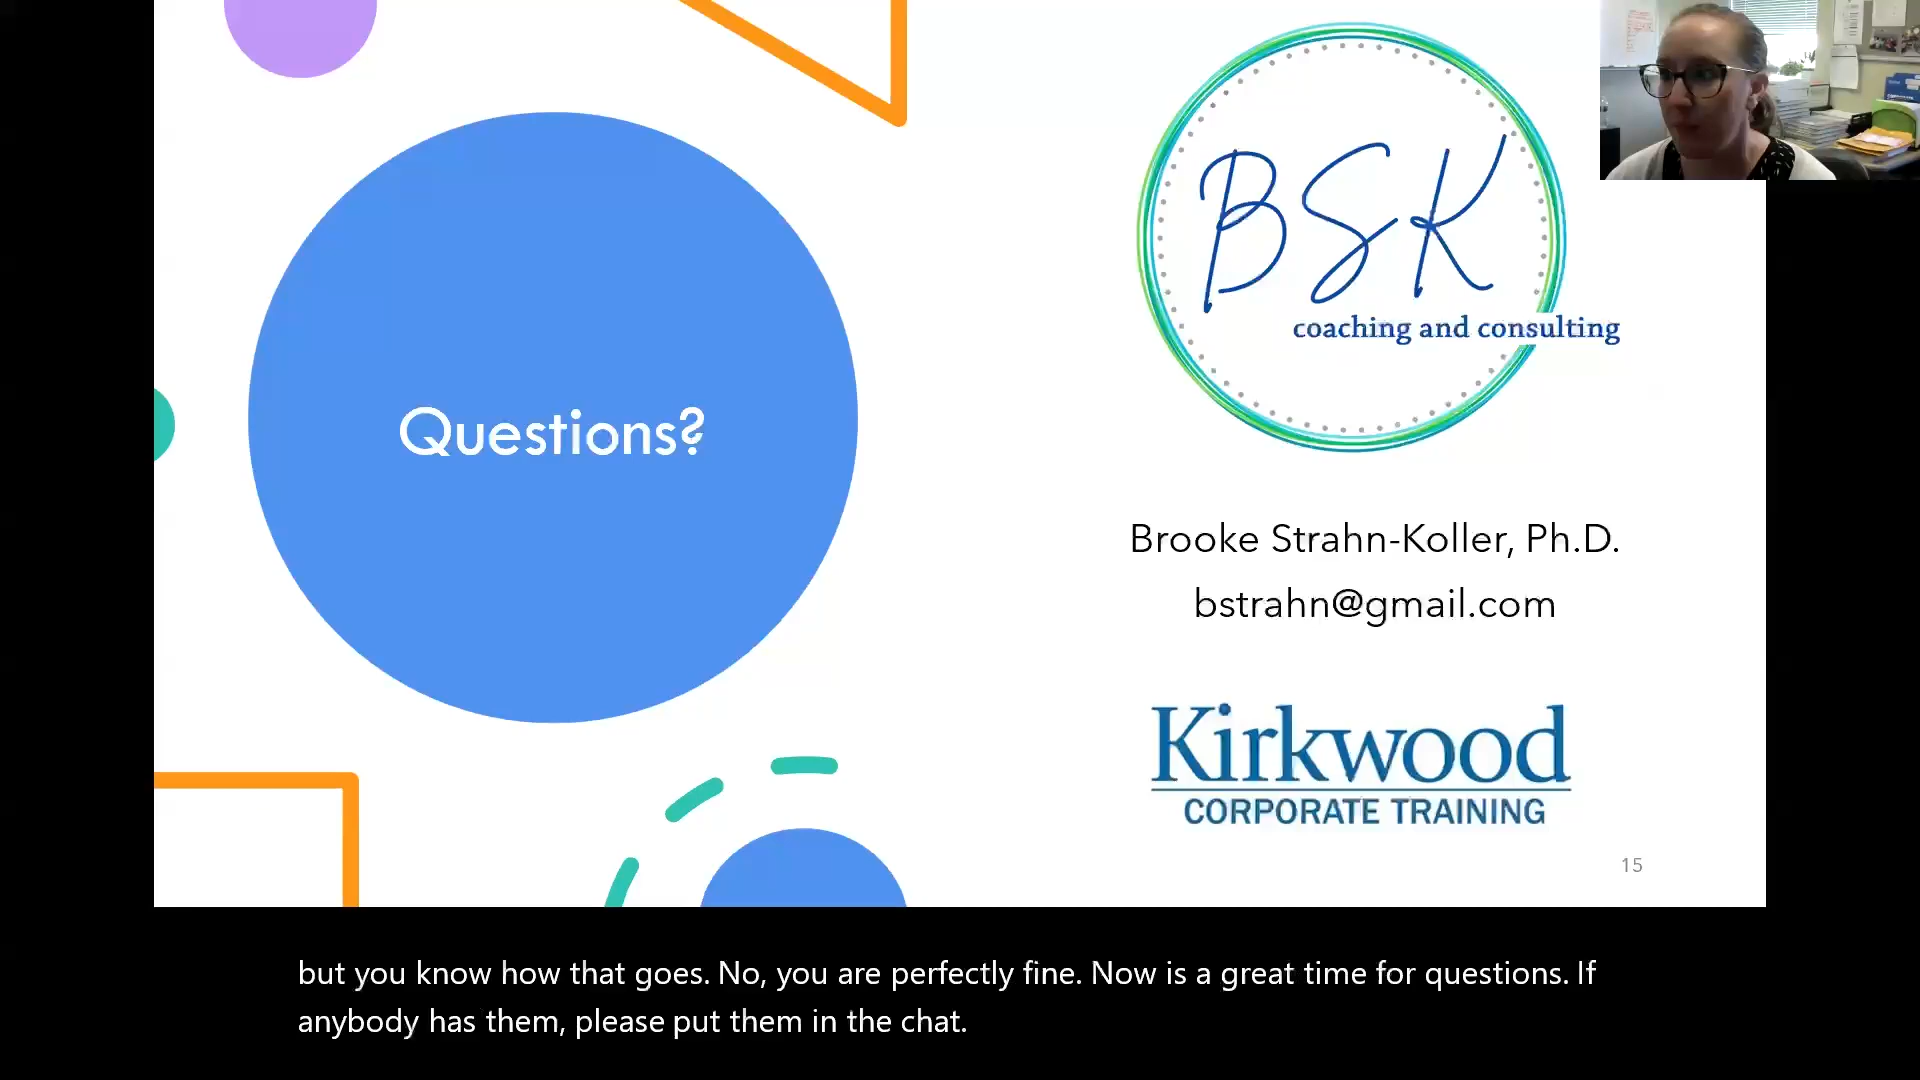 Questions?
BSK
coaching and consulting
Brooke Strahn-Koller, Ph.D.
bstrahn@gmail.com
Kirkwood
CORPORATE TRAINING
15
but you know how that goes. No, you are perfectly fine. Now is a great time for questions. If
anybody has them, please put them in the chat.